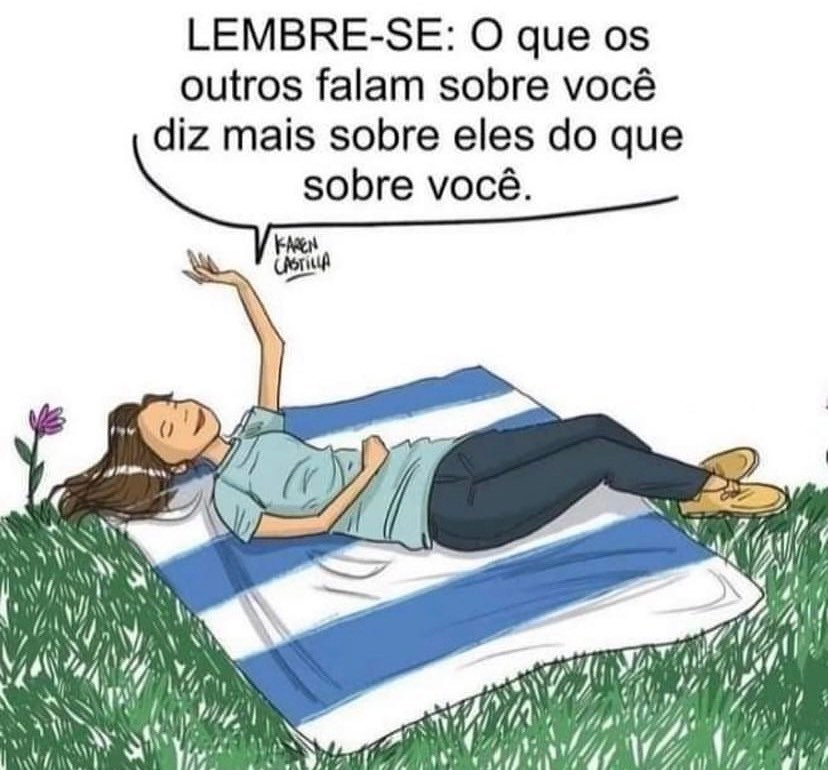 LEMBRE-SE: O que os
outros falam sobre você
diz mais sobre eles do que
sobre você.
KAREN
CASTILLA